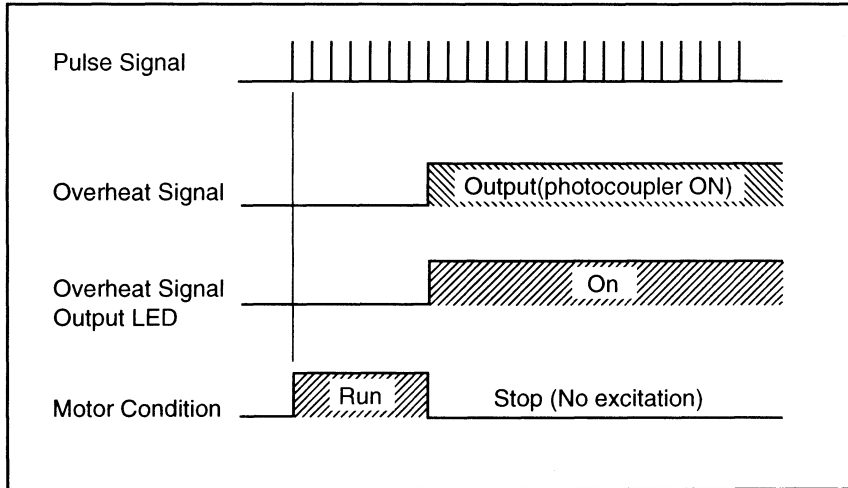 Pulse Signal
Overheat Signal
Output(photocoupler ON)
Overheat Signal
Output LED
On
Motor Condition
Run
Stop (No excitation)